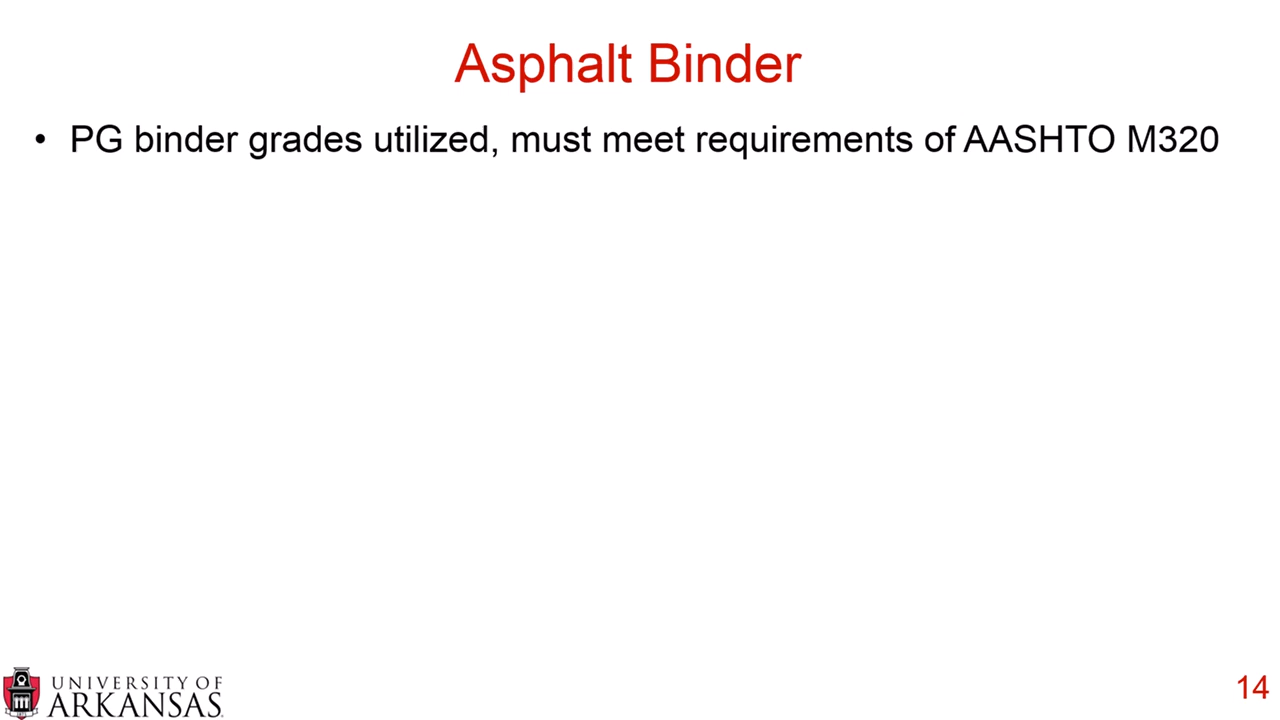 Asphalt Binder
• PG binder grades utilized, must meet requirements of AASHTO M320
UNIVERSITY OF
ARKANSAS
14